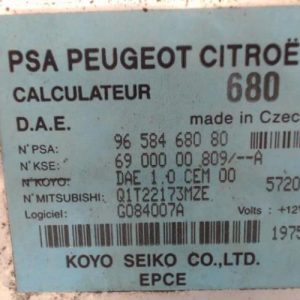 PSA PEUGEOT CITROË
CALCULATEUR 680
D.A.E. made in Czec
N°PSA: 96 584 680 80
N°KSE: 69 000 00 809/--A
N°KOYO: DAE 1.0 CEM 00 5720
N°MITSUBISHI: Q1T22173MZE
Logiciel: G084007A Volts : +12
1975
KOYO SEIKO CO.,LTD.
EPCE